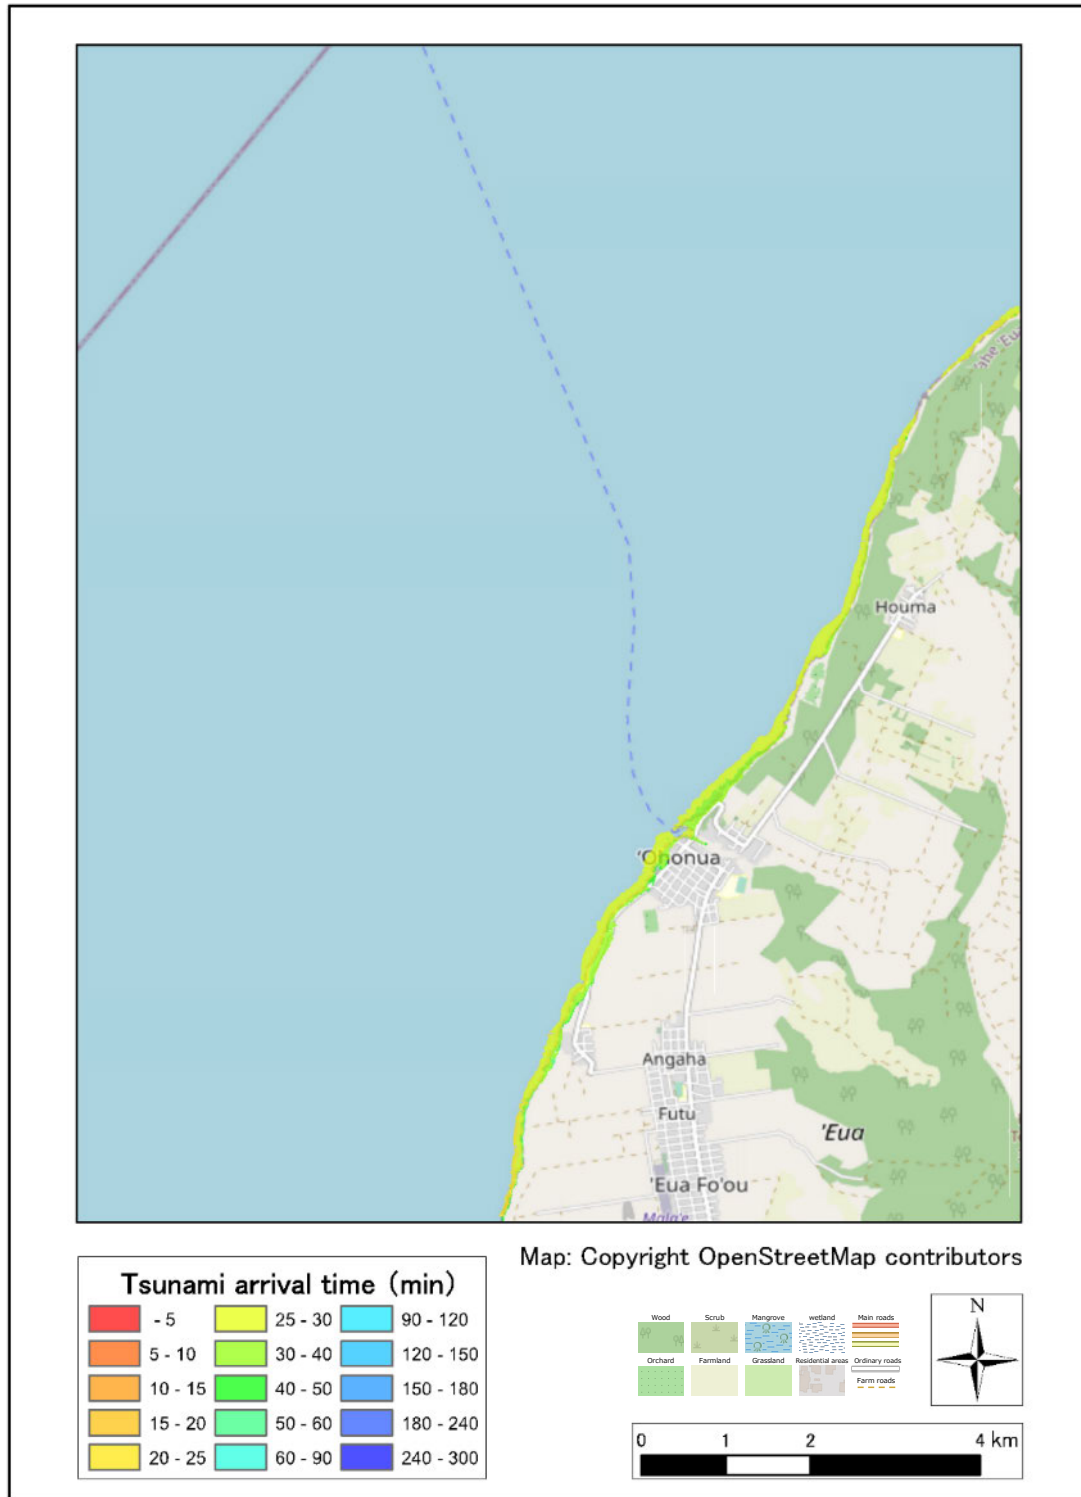 'ahe 'Eu
Houma
'Ohonua
Angaha
Futu
'Eua
'Eua Fo'ou
Mala'e
Map: Copyright OpenStreetMap contributors
Tsunami arrival time (min)
- 5
25 - 30
90 - 120
5 - 10
30 - 40
120 - 150
10 - 15
40 - 50
150 - 180
15 - 20
50 - 60
180 - 240
20 - 25
60 - 90
240 - 300
Wood
Scrub
Mangrove
wetland
Main roads
Orchard
Farmland
Grassland
Residential areas
Ordinary roads
Farm roads
N
0 1 2 4 km